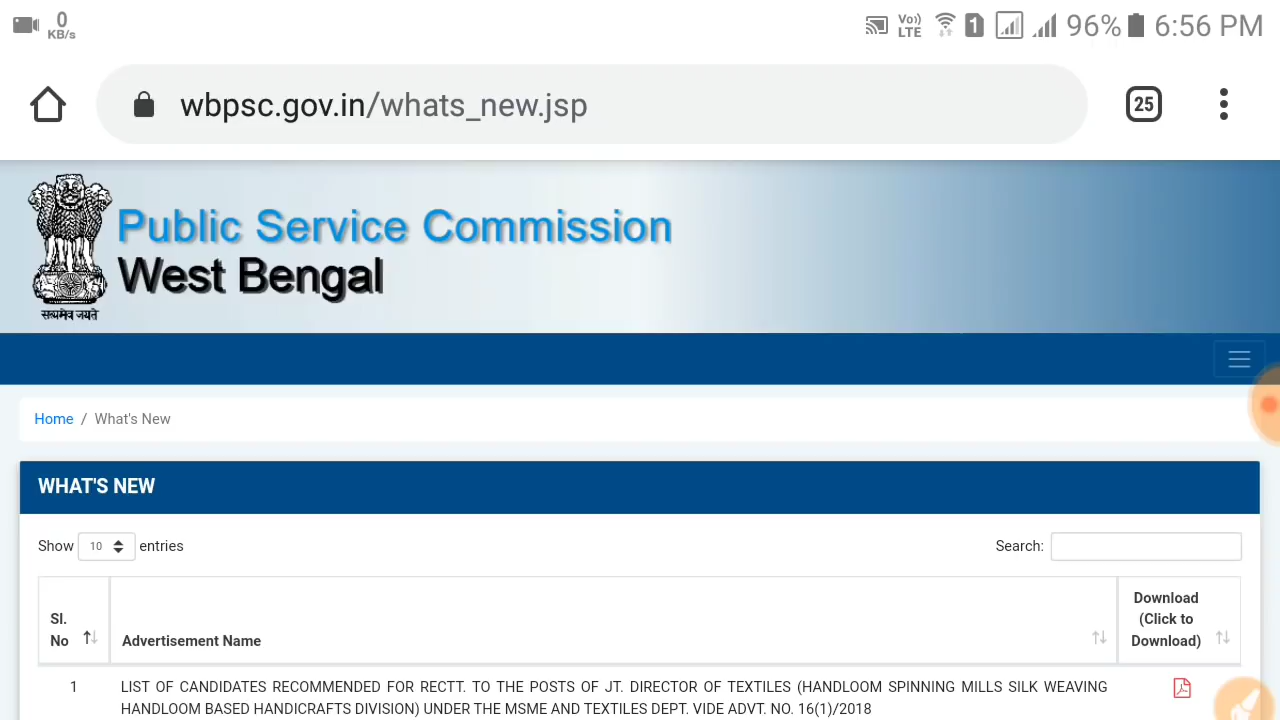 0
KB/s
Vo)) LTE 1 96% 6:56 PM
wbpsc.gov.in/whats_new.jsp
25
Public Service Commission
West Bengal
सत्यमेव जयते
Home / What's New
WHAT'S NEW
Show 10 entries Search:
Sl. No Advertisement Name Download (Click to Download)
1 LIST OF CANDIDATES RECOMMENDED FOR RECTT. TO THE POSTS OF JT. DIRECTOR OF TEXTILES (HANDLOOM SPINNING MILLS SILK WEAVING
HANDLOOM BASED HANDICRAFTS DIVISION) UNDER THE MSME AND TEXTILES DEPT. VIDE ADVT. NO. 16(1)/2018